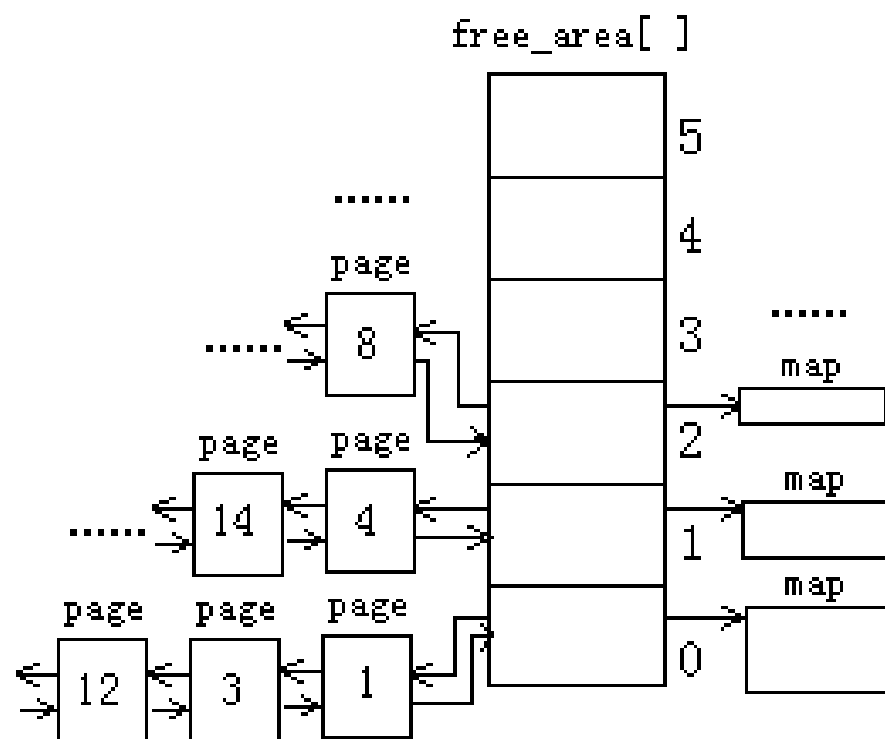 free_area[ ]
5
......
4
page
3
......
8
......
map
page
page
2
map
14
4
......
1
page
page
page
map
12
3
1
0